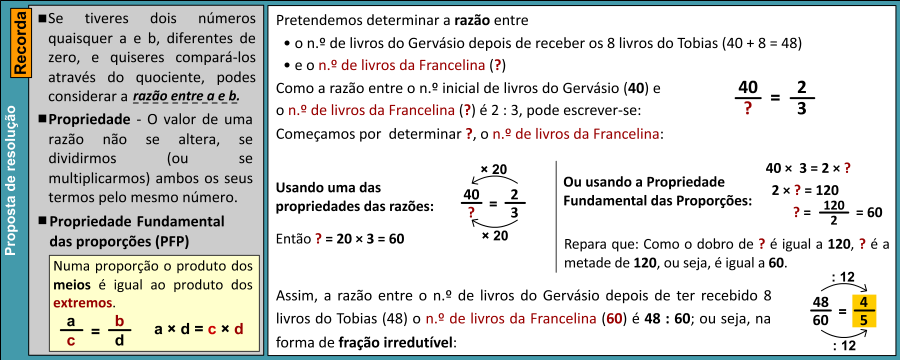 Proposta de resolução
Recorda
■Se tiveres dois números
quaisquer a e b, diferentes de
zero, e quiseres compará-los
através do quociente, podes
considerar a razão entre a e b.
■Propriedade - O valor de uma
razão não se altera, se
dividirmos (ou se
multiplicarmos) ambos os seus
termos pelo mesmo número.
■Propriedade Fundamental
das proporções (PFP)
Numa proporção o produto dos
meios é igual ao produto dos
extremos.
a/c = b/d a × d = c × d
Pretendemos determinar a razão entre
• o n.º de livros do Gervásio depois de receber os 8 livros do Tobias (40 + 8 = 48)
• e o n.º de livros da Francelina (?)
Como a razão entre o n.º inicial de livros do Gervásio (40) e
o n.º de livros da Francelina (?) é 2 : 3, pode escrever-se:
40/? = 2/3
Começamos por determinar ?, o n.º de livros da Francelina:
Usando uma das
propriedades das razões:
× 20
40/? = 2/3
× 20
Então ? = 20 × 3 = 60
Ou usando a Propriedade
Fundamental das Proporções:
40 × 3 = 2 × ?
2 × ? = 120
? = 120/2 = 60
Repara que: Como o dobro de ? é igual a 120, ? é a
metade de 120, ou seja, é igual a 60.
Assim, a razão entre o n.º de livros do Gervásio depois de ter recebido 8
livros do Tobias (48) o n.º de livros da Francelina (60) é 48 : 60; ou seja, na
forma de fração irredutível:
: 12
48/60 = 4/5
: 12